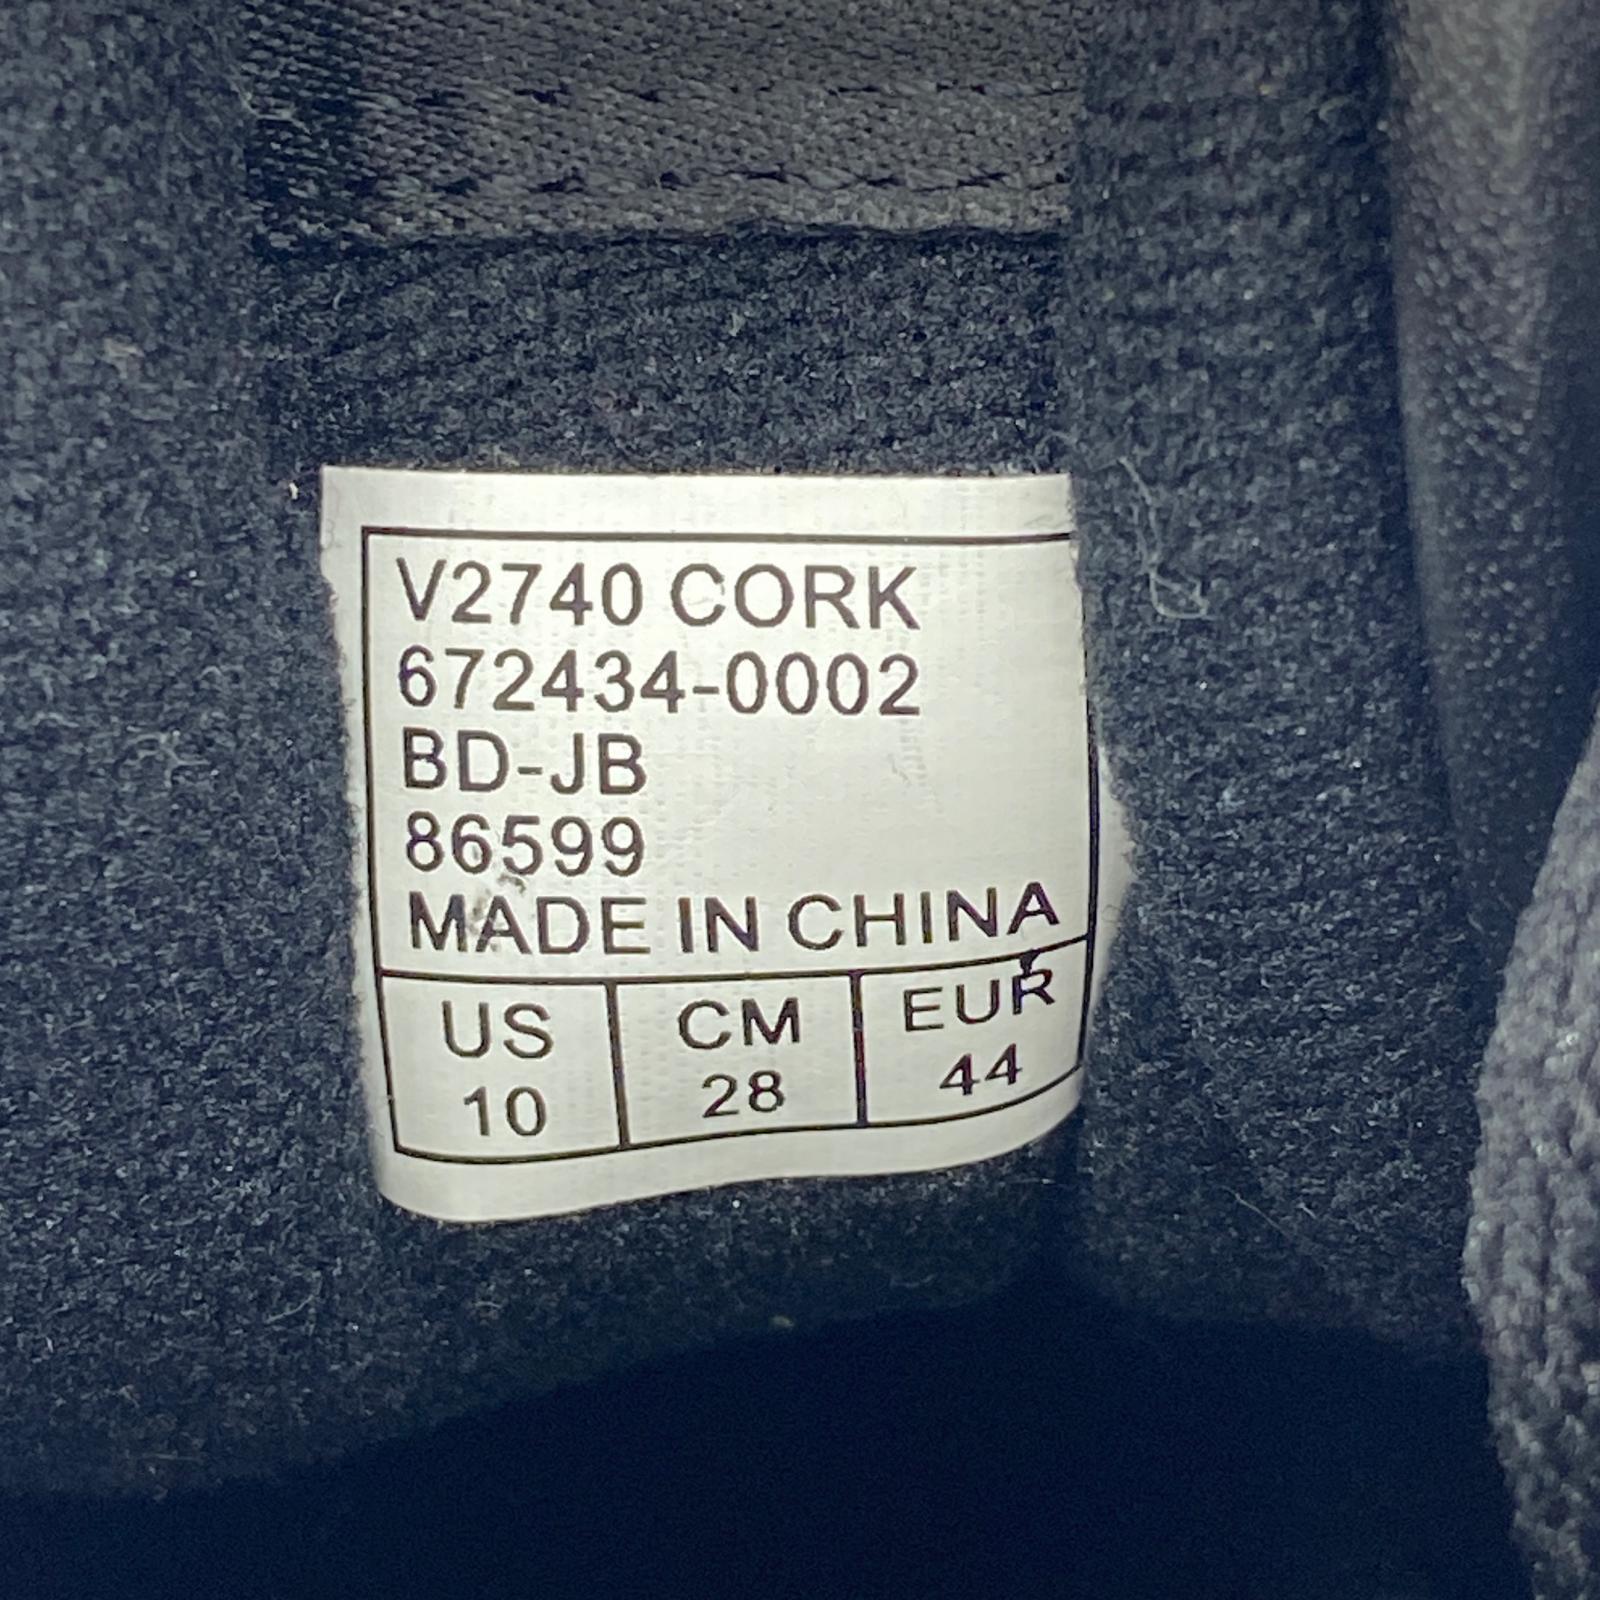 V2740 CORK
672434-0002
BD-JB
86599
MADE IN CHINA
US CM EUR
10 28 44